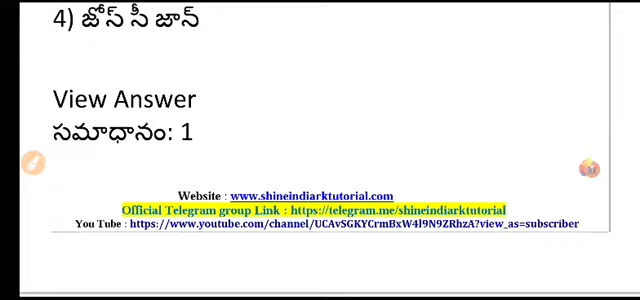 4) జోస్ సీ జాన్
View Answer
సమాధానం: 1
Website : www.shineindiarktutorial.com
Official Telegram group Link : https://telegram.me/shineindiarktutorial
You Tube : https://www.youtube.com/channel/UCAvSGKYCrmBxW4l9N9ZRhzA?view_as=subscriber